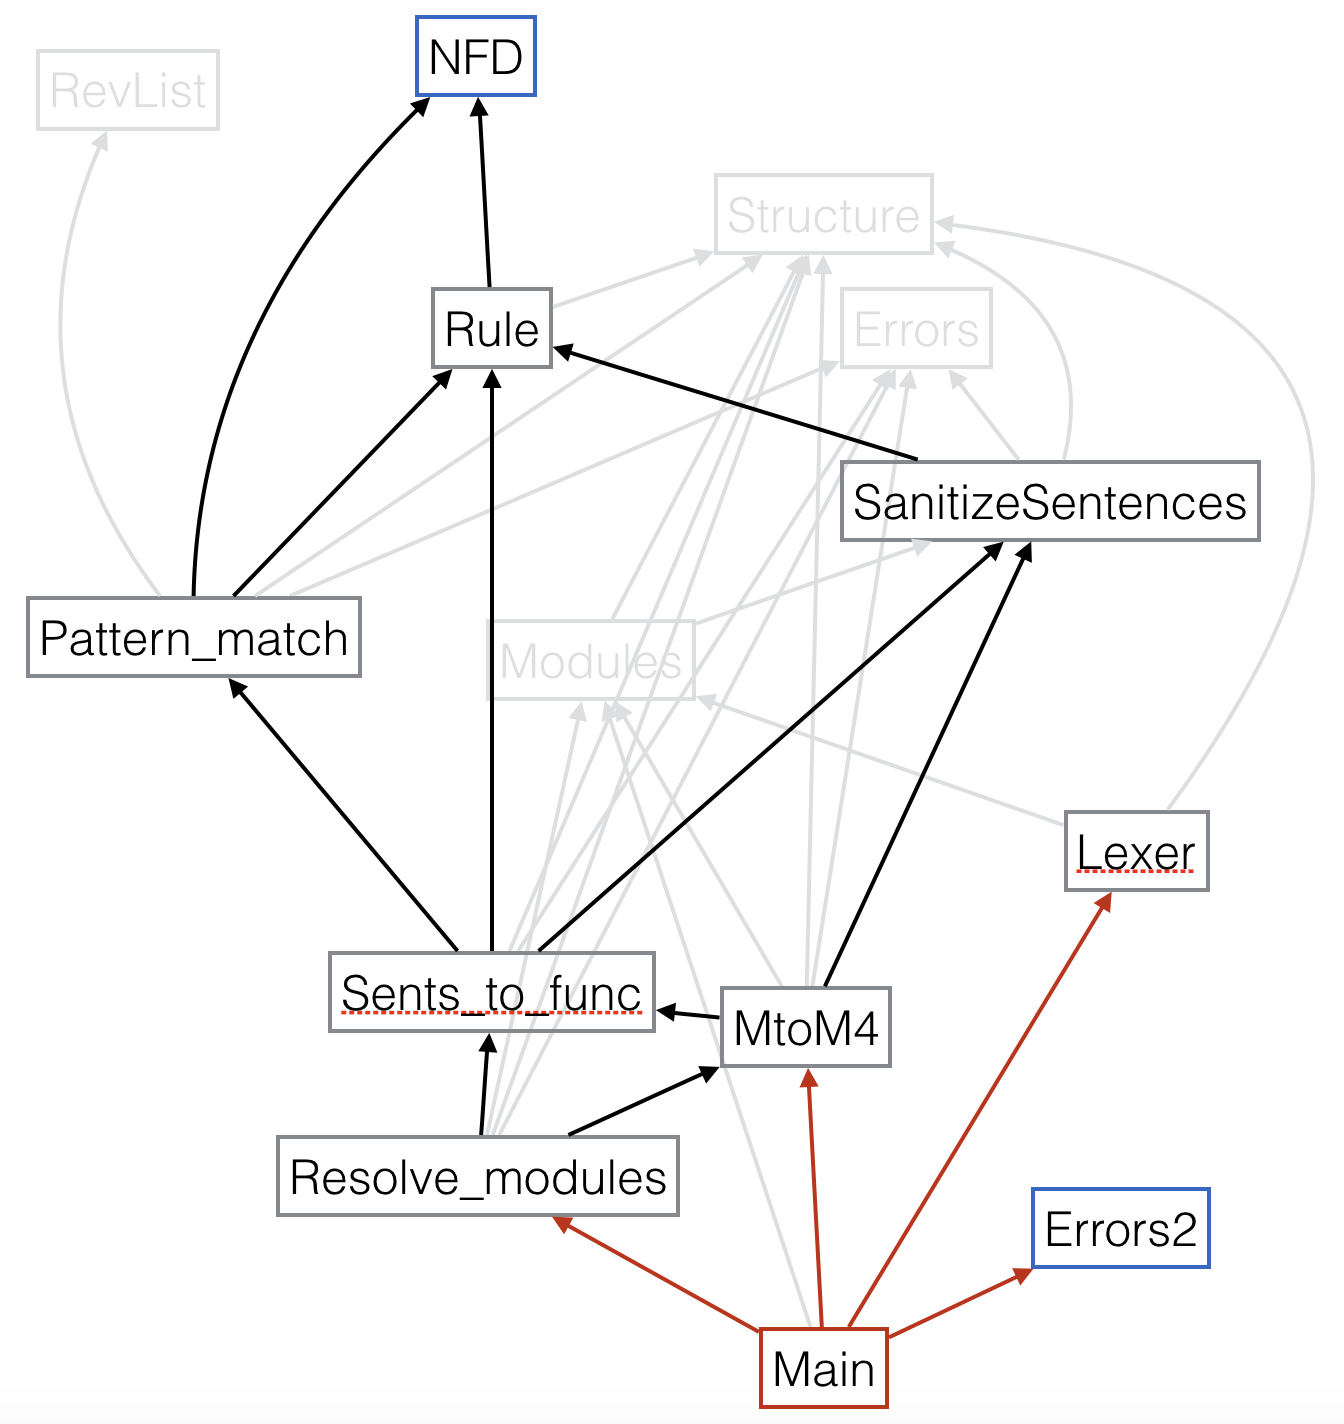 NFD
RevList
Structure
Rule
Errors
SanitizeSentences
Pattern_match
Modules
Lexer
Sents_to_func
MtoM4
Resolve_modules
Errors2
Main